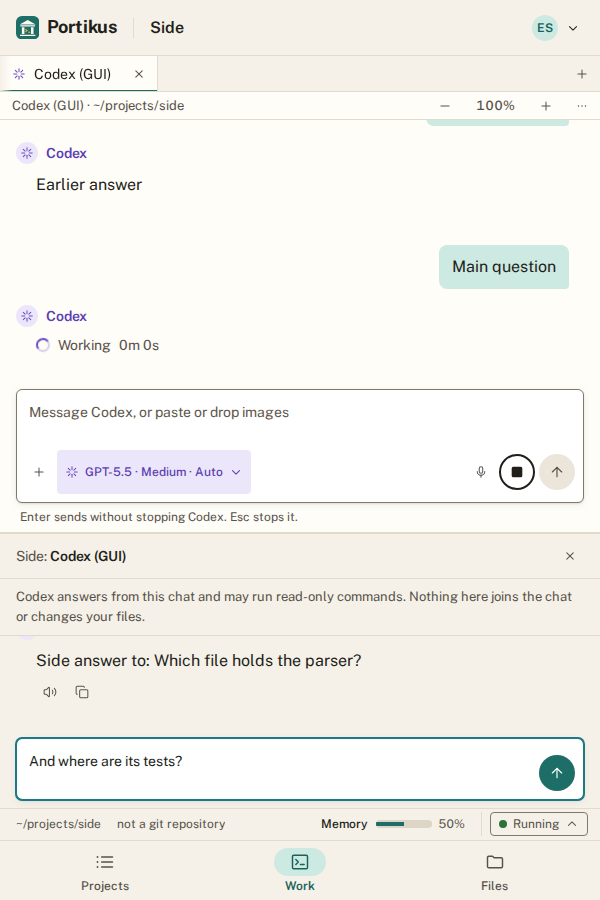 Portikus
Side
ES
Codex (GUI)
Codex (GUI) · ~/projects/side
100%
Codex
Earlier answer
Main question
Codex
Working 0m 0s
Message Codex, or paste or drop images
GPT-5.5 · Medium · Auto
Enter sends without stopping Codex. Esc stops it.
Side: Codex (GUI)
Codex answers from this chat and may run read-only commands. Nothing here joins the chat
or changes your files.
Side answer to: Which file holds the parser?
And where are its tests?
~/projects/side
not a git repository
Memory
50%
Running
Projects
Work
Files